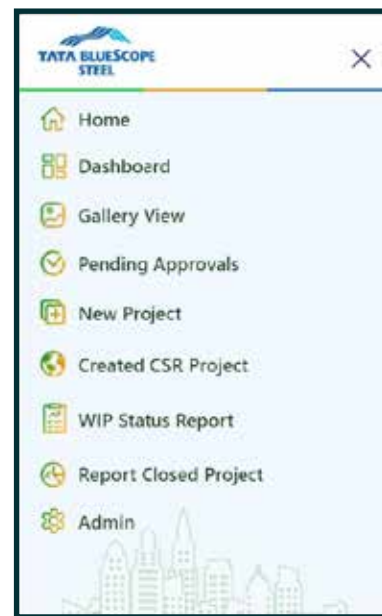 TATA BLUESCOPE
STEEL
Home
Dashboard
Gallery View
Pending Approvals
New Project
Created CSR Project
WIP Status Report
Report Closed Project
Admin